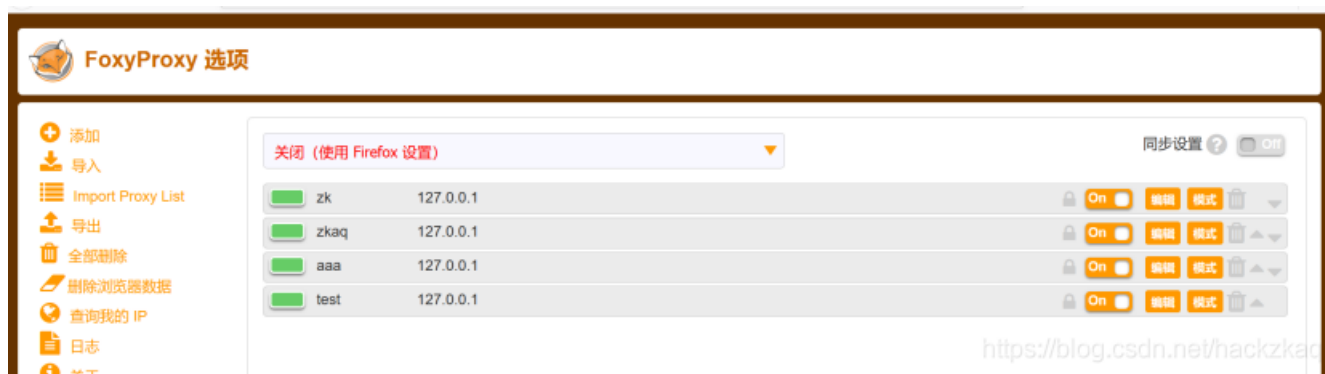 FoxyProxy 选项
添加
导入
Import Proxy List
导出
全部删除
删除浏览器数据
查询我的 IP
日志
关于
关闭（使用 Firefox 设置）
同步设置 ? Off
zk 127.0.0.1 On 编辑 模式
zkaq 127.0.0.1 On 编辑 模式
aaa 127.0.0.1 On 编辑 模式
test 127.0.0.1 On 编辑 模式
https://blog.csdn.net/hackzkaq